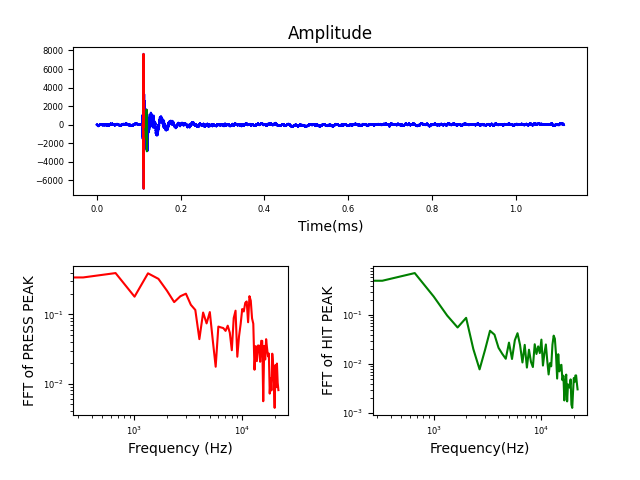 Amplitude
8000
6000
4000
2000
0
−2000
−4000
−6000
0.0 0.2 0.4 0.6 0.8 1.0
Time(ms)
FFT of PRESS PEAK
10⁻¹
10⁻²
10³ 10⁴
Frequency (Hz)
FFT of HIT PEAK
10⁻¹
10⁻²
10⁻³
10³ 10⁴
Frequency(Hz)